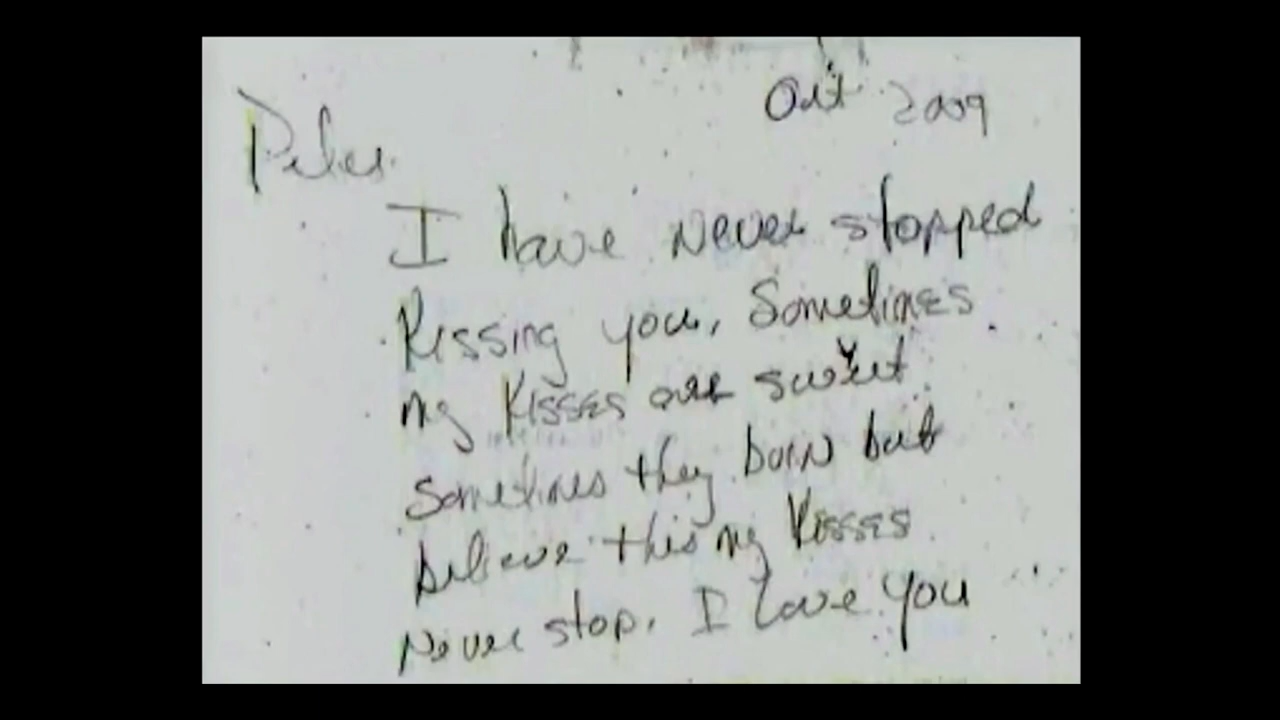 Oct 2009
Peter
I have never stopped
Kissing you, Sometimes
my Kisses are sweet
Sometimes they burn but
believe this my Kisses
Never stop. I love you